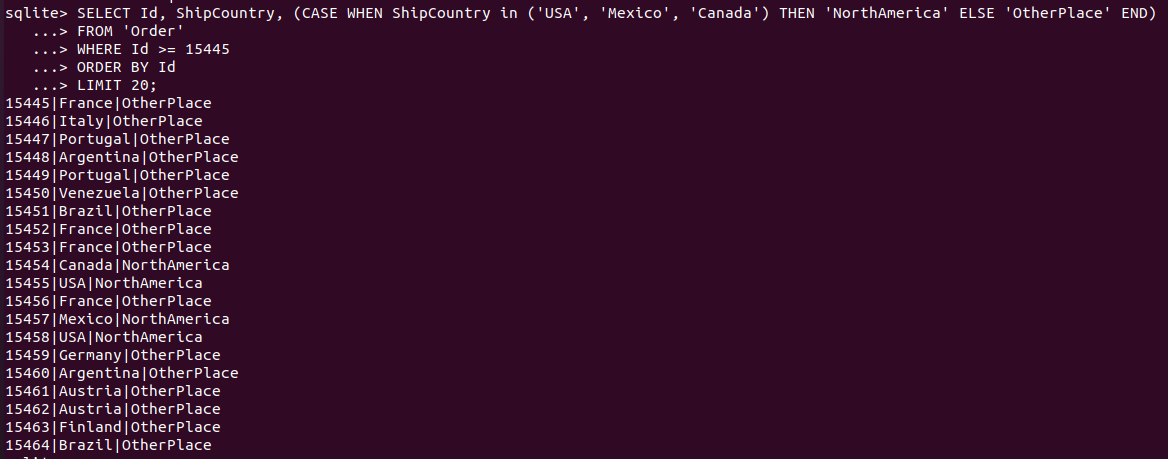 sqlite> SELECT Id, ShipCountry, (CASE WHEN ShipCountry in ('USA', 'Mexico', 'Canada') THEN 'NorthAmerica' ELSE 'OtherPlace' END)
...> FROM 'Order'
...> WHERE Id >= 15445
...> ORDER BY Id
...> LIMIT 20;
15445|France|OtherPlace
15446|Italy|OtherPlace
15447|Portugal|OtherPlace
15448|Argentina|OtherPlace
15449|Portugal|OtherPlace
15450|Venezuela|OtherPlace
15451|Brazil|OtherPlace
15452|France|OtherPlace
15453|France|OtherPlace
15454|Canada|NorthAmerica
15455|USA|NorthAmerica
15456|France|OtherPlace
15457|Mexico|NorthAmerica
15458|USA|NorthAmerica
15459|Germany|OtherPlace
15460|Argentina|OtherPlace
15461|Austria|OtherPlace
15462|Austria|OtherPlace
15463|Finland|OtherPlace
15464|Brazil|OtherPlace